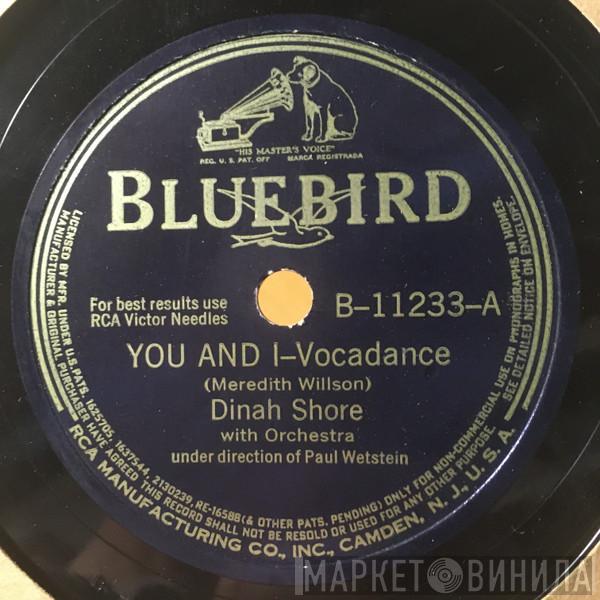 "HIS MASTER'S VOICE"
REG. U. S. PAT. OFF MARCA REGISTRADA
BLUEBIRD
For best results use
RCA Victor Needles
B-11233-A
YOU AND I-Vocadance
(Meredith Willson)
Dinah Shore
with Orchestra
under direction of Paul Wetstein
LICENSED BY MFR. UNDER U.S. PATS. 1625705, 1637544, 2130239, RE-16588 (& OTHER PATS. PENDING) ONLY FOR NON-COMMERCIAL USE ON PHONOGRAPHS IN HOMES.
MANUFACTURER & ORIGINAL PURCHASER HAVE AGREED THIS RECORD SHALL NOT BE RESOLD OR USED FOR ANY OTHER PURPOSE. SEE DETAILED NOTICE ON ENVELOPE.
RCA MANUFACTURING CO., INC., CAMDEN, N. J., U. S. A.
МАРКЕТ ВИНИЛА